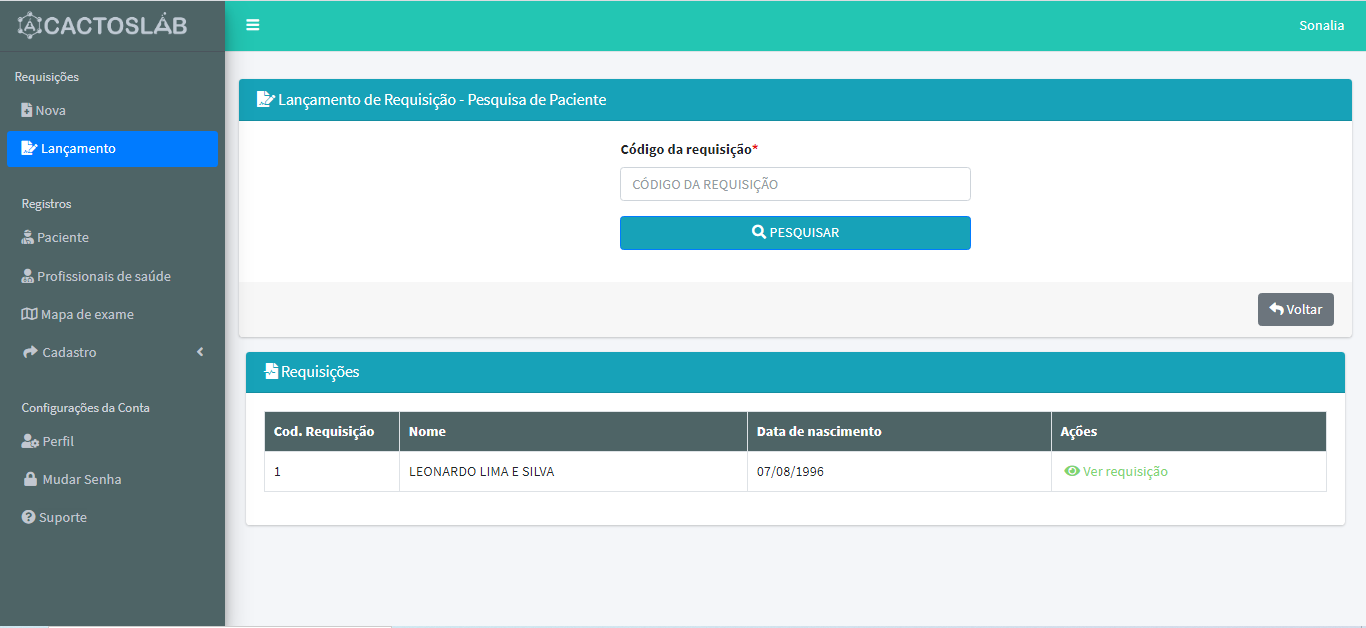 CACTOSLAB
Sonalia
Requisições
Nova
Lançamento
Registros
Paciente
Profissionais de saúde
Mapa de exame
Cadastro
Configurações da Conta
Perfil
Mudar Senha
Suporte
Lançamento de Requisição - Pesquisa de Paciente
Código da requisição*
CÓDIGO DA REQUISIÇÃO
PESQUISAR
Voltar
Requisições
Cod. Requisição Nome Data de nascimento Ações
1 LEONARDO LIMA E SILVA 07/08/1996 Ver requisição